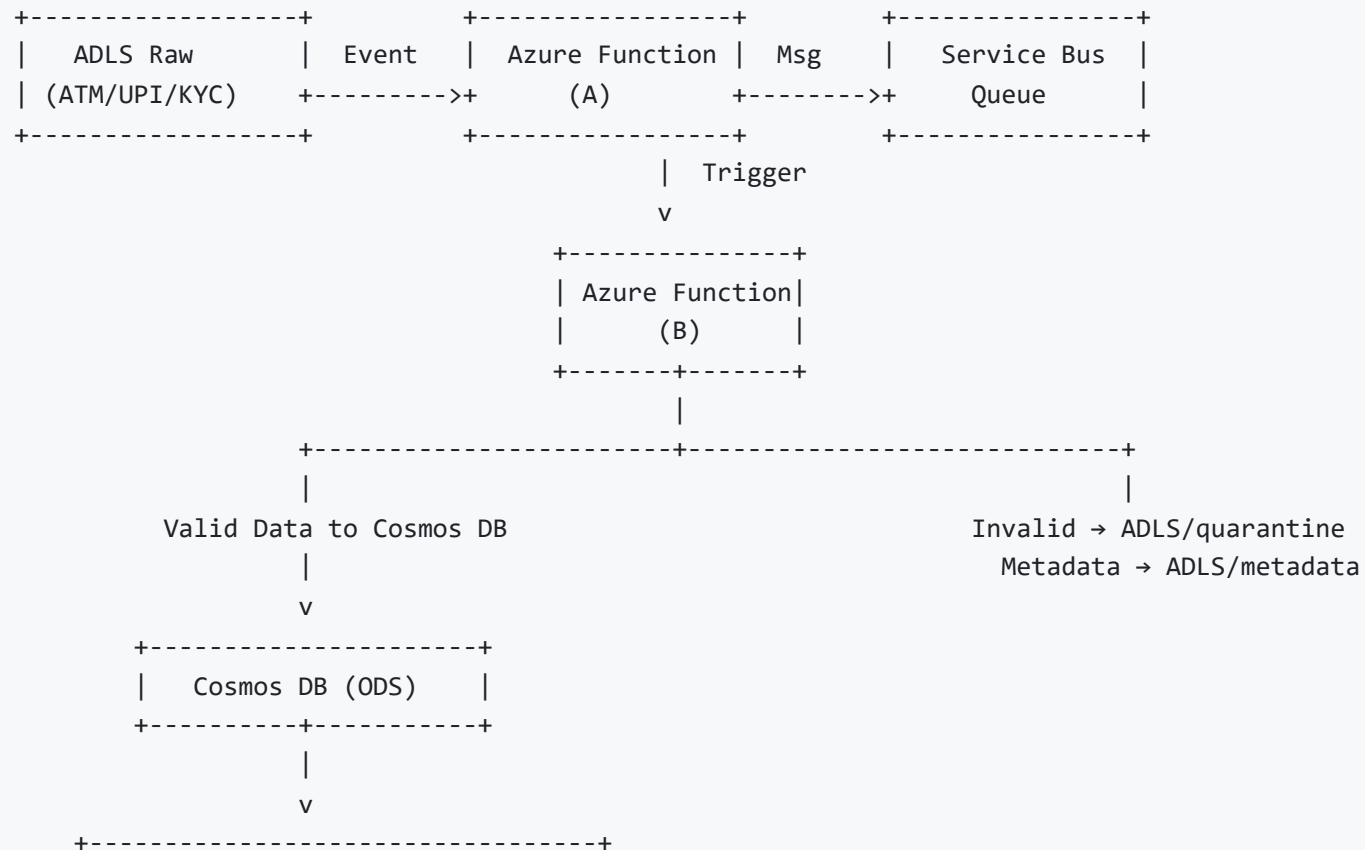 +------------------+          +-----------------+         +----------------+
|    ADLS Raw      |  Event   |  Azure Function |  Msg    |   Service Bus  |
| (ATM/UPI/KYC)    +--------->+       (A)       +-------->+     Queue      |
+------------------+          +-----------------+         +----------------+
                                           |  Trigger
                                           v
                                    +---------------+
                                    | Azure Function|
                                    |      (B)      |
                                    +-------+-------+
                                            |
                   +------------------------+----------------------------+
                   |                                                     |
          Valid Data to Cosmos DB                              Invalid → ADLS/quarantine
                   |                                             Metadata → ADLS/metadata
                   v
        +----------------------+
        |   Cosmos DB (ODS)    |
        +----------+-----------+
                   |
                   v
     +---------------------------------+